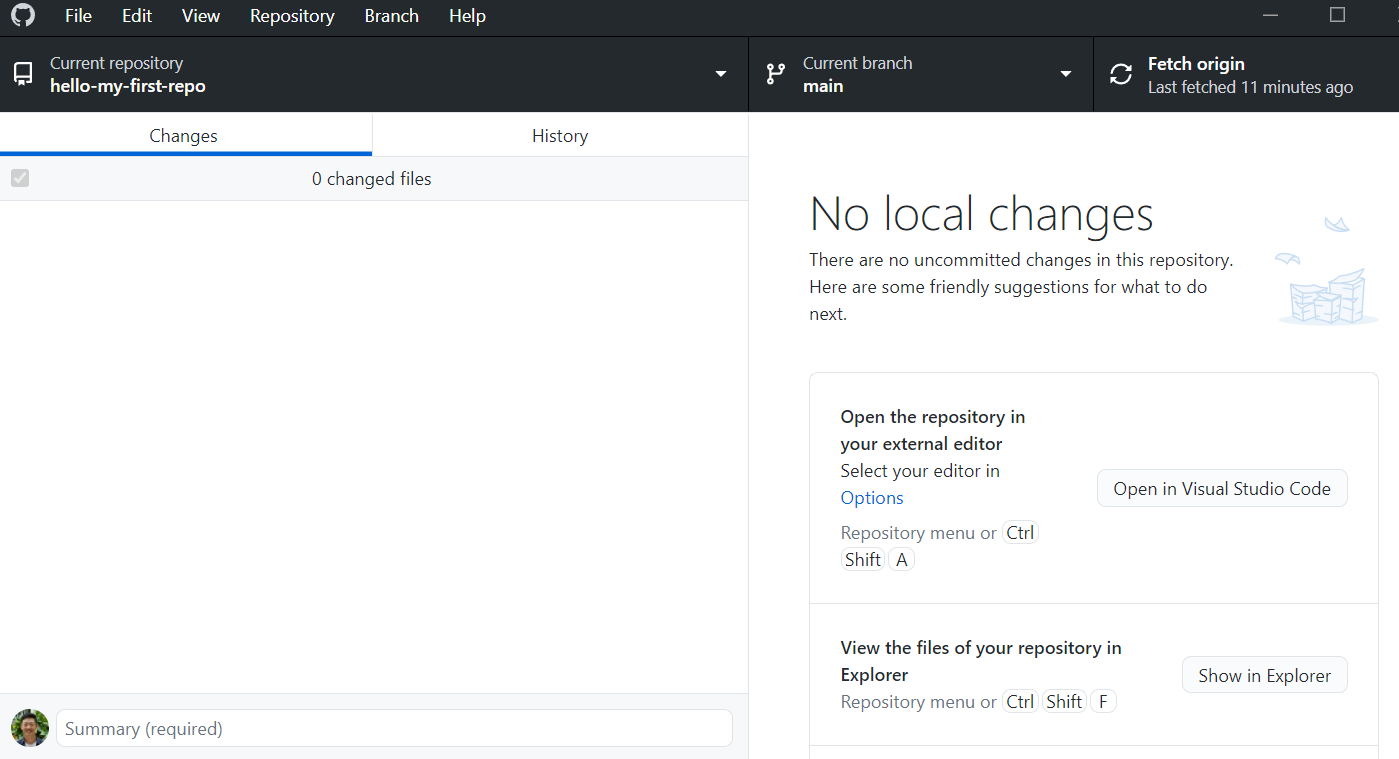 File Edit View Repository Branch Help
Current repository
hello-my-first-repo
Current branch
main
Fetch origin
Last fetched 11 minutes ago
Changes
History
0 changed files
Summary (required)
No local changes
There are no uncommitted changes in this repository.
Here are some friendly suggestions for what to do
next.
Open the repository in
your external editor
Select your editor in
Options
Repository menu or Ctrl
Shift A
Open in Visual Studio Code
View the files of your repository in
Explorer
Repository menu or Ctrl Shift F
Show in Explorer